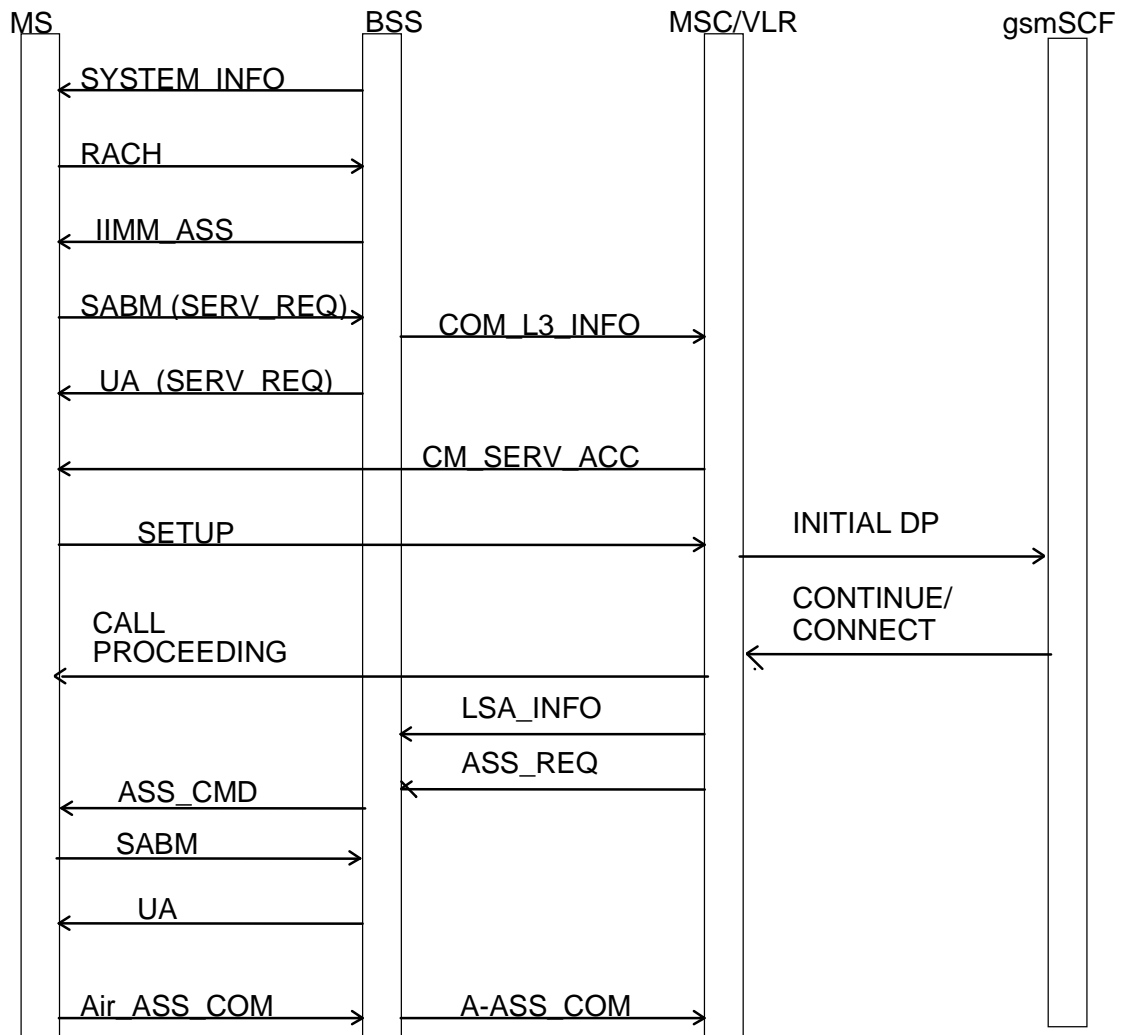 MS BSS MSC/VLR gsmSCF
SYSTEM_INFO
RACH
IIMM_ASS
SABM (SERV_REQ)
COM_L3_INFO
UA (SERV_REQ)
CM_SERV_ACC
SETUP
INITIAL DP
CONTINUE/
CONNECT
CALL
PROCEEDING
LSA_INFO
ASS_REQ
ASS_CMD
SABM
UA
Air_ASS_COM A-ASS_COM